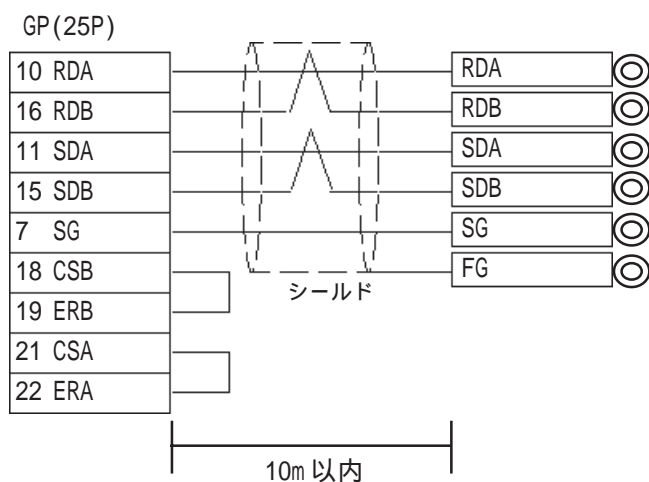 GP(25P)
10 RDA
RDA
16 RDB
RDB
11 SDA
SDA
15 SDB
SDB
7 SG
SG
18 CSB
FG
シールド
19 ERB
21 CSA
22 ERA
10m 以内